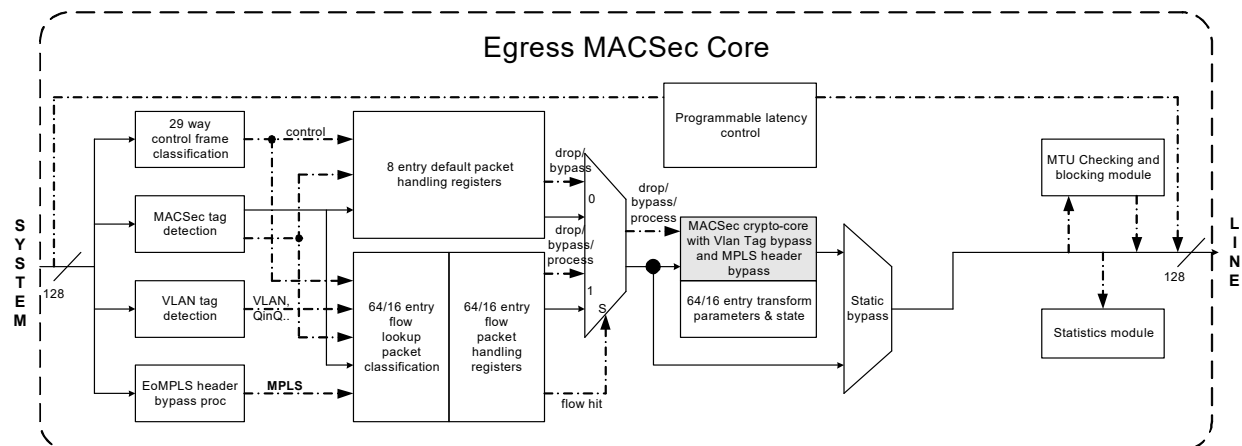 Egress MACSec Core
29 way
control frame
classification
control
8 entry default packet
handling registers
drop/
bypass
Programmable latency
control
MTU Checking and
blocking module
MACSec tag
detection
0
drop/
bypass/
process
drop/
bypass/
process
MACSec crypto-core
with Vlan Tag bypass
and MPLS header
bypass
SYSTEM
128
LINE
128
VLAN tag
detection
VLAN,
QinQ..
64/16 entry
flow
lookup
packet
classification
64/16 entry
flow
packet
handling
registers
1
S
64/16 entry transform
parameters & state
Static
bypass
Statistics module
EoMPLS header
bypass proc
MPLS
flow hit